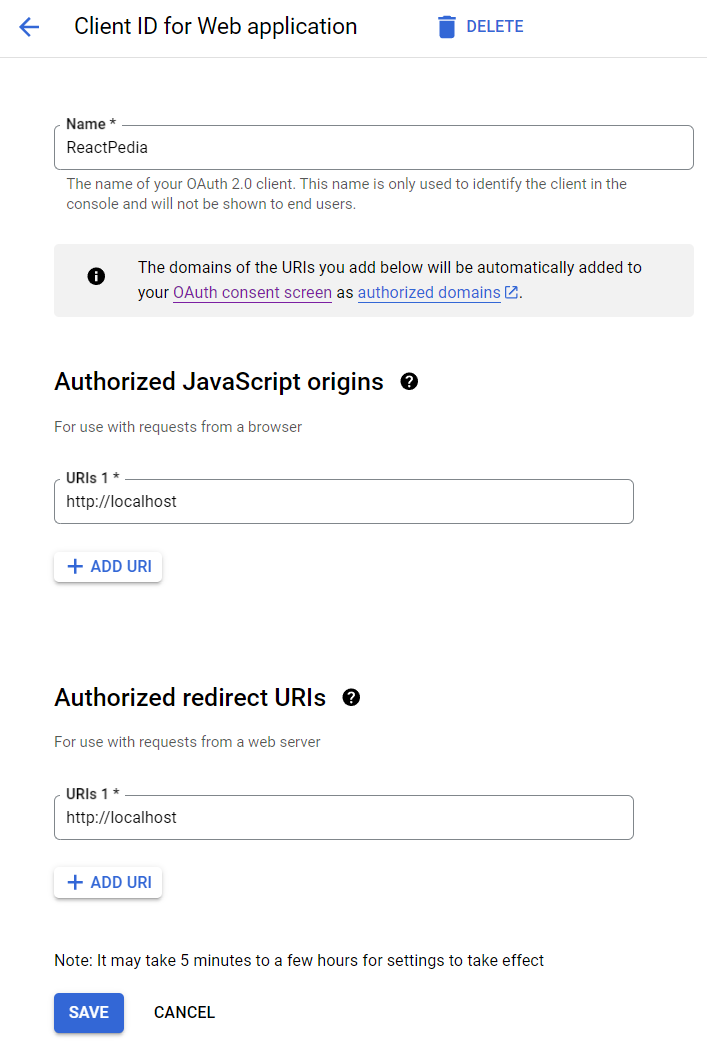 Client ID for Web application
DELETE
Name *
ReactPedia
The name of your OAuth 2.0 client. This name is only used to identify the client in the
console and will not be shown to end users.
The domains of the URIs you add below will be automatically added to
your OAuth consent screen as authorized domains.
Authorized JavaScript origins
For use with requests from a browser
URIs 1 *
http://localhost
+ ADD URI
Authorized redirect URIs
For use with requests from a web server
URIs 1 *
http://localhost
+ ADD URI
Note: It may take 5 minutes to a few hours for settings to take effect
SAVE
CANCEL